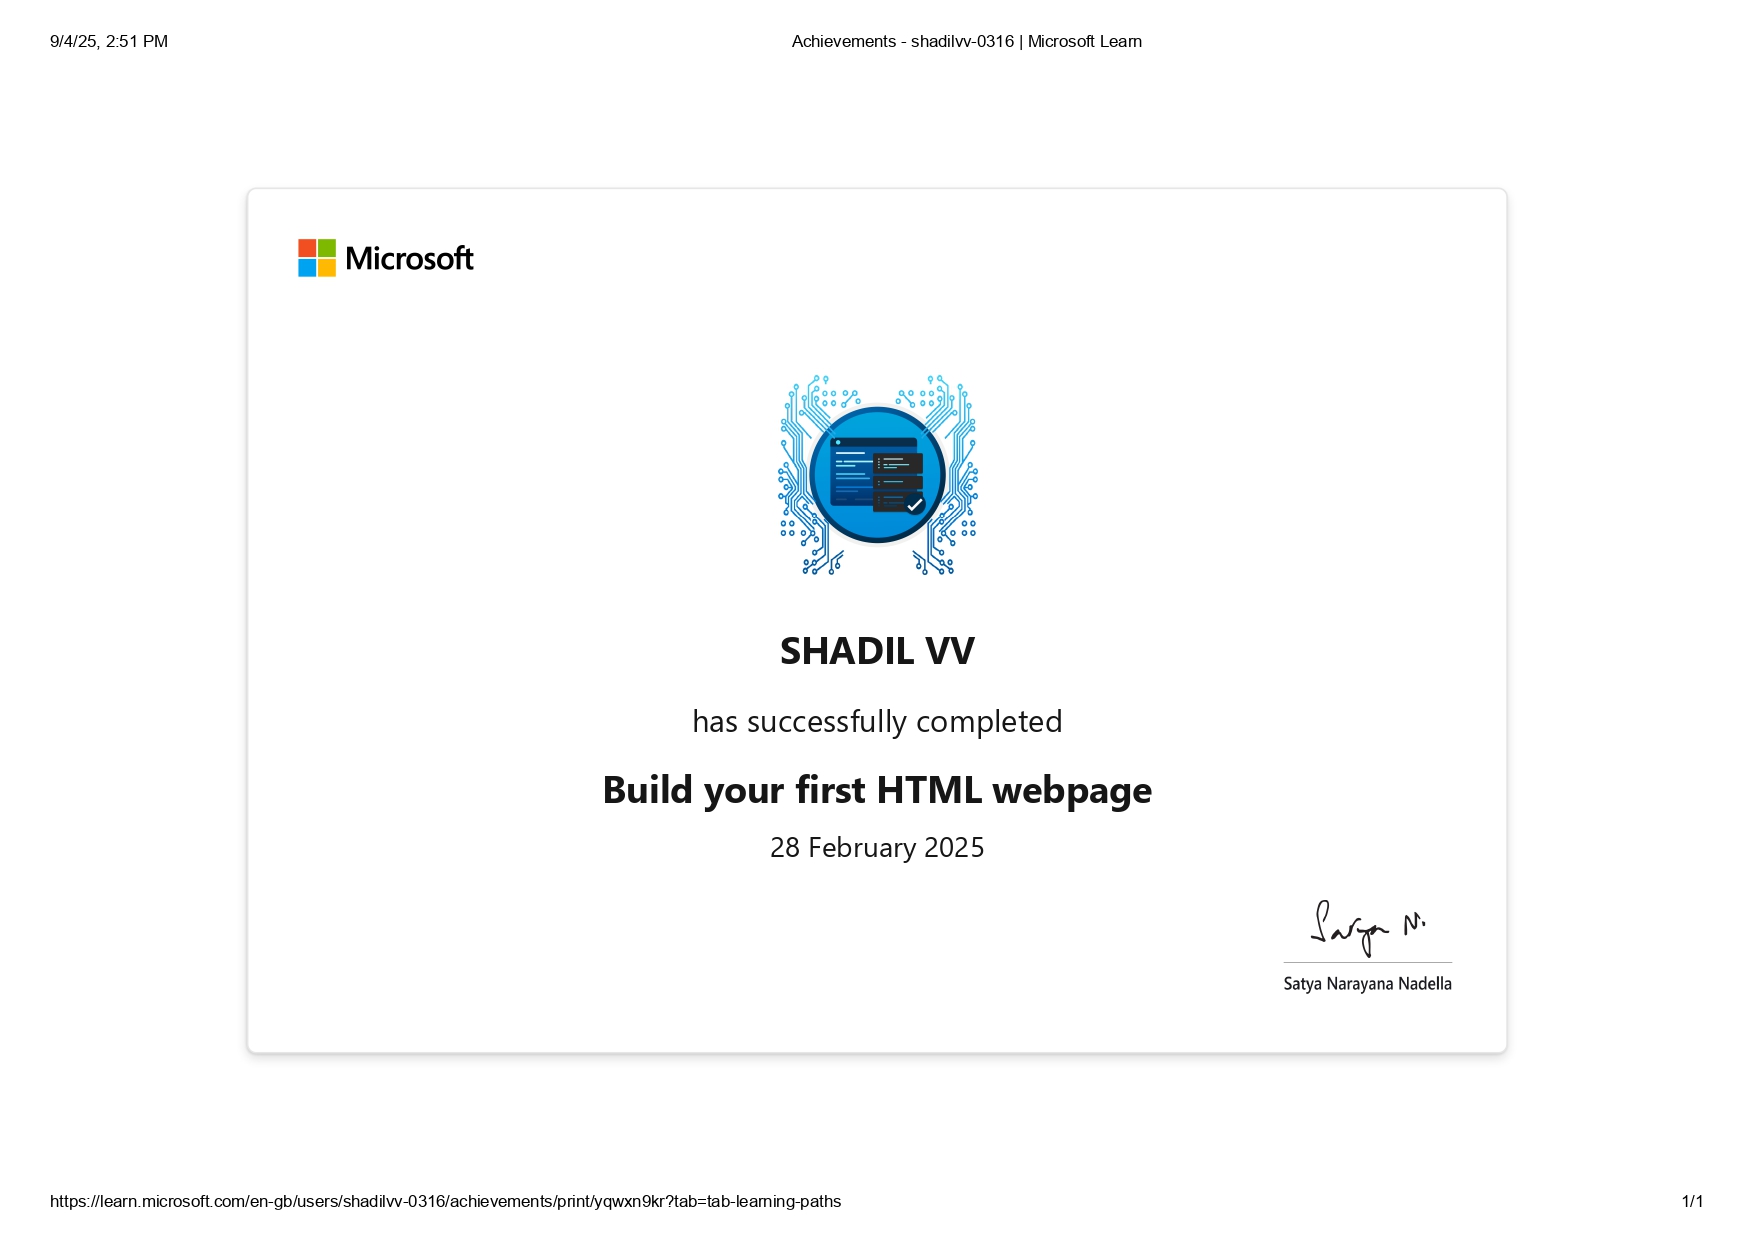 9/4/25, 2:51 PM
Achievements - shadilvv-0316 | Microsoft Learn
Microsoft
SHADIL VV
has successfully completed
Build your first HTML webpage
28 February 2025
Satya N.
Satya Narayana Nadella
https://learn.microsoft.com/en-gb/users/shadilvv-0316/achievements/print/yqwxn9kr?tab=tab-learning-paths
1/1